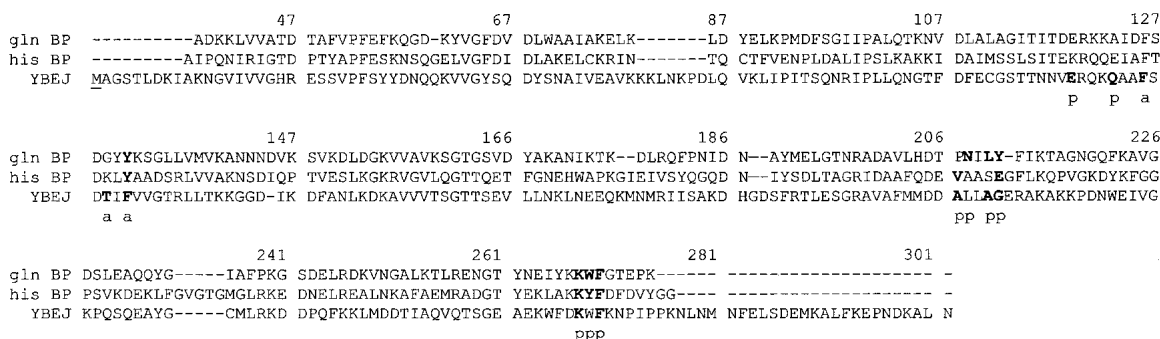 47 67 87 107 127
gln BP ----------ADKKLVVATD TAFVPFEFKQGD-KYVGFDVD DLWAAIAKELK------LD YELKPMDFSGIIPALQTKNV DLALAGITITDERKKAIDFS
his BP ---------AIPQNIRIGTD PTYAPFESKNSQGELVGFDI DLAKELCKRIN-----TQ CTFVENPLDALIPSLKAKKI DAIMSSLSITEKRQQEIAFT
YBEJ MAGSTLDKIAKNGVIVVGHR ESSVPFSYYDNQQKVVGYSQ DYSNAIVEAVKKKLNKPDLQ VKLIPITSQNRIPLLQNGTF DFECGSTTNNVERQKQAAFS
p p a
147 166 186 206 226
gln BP DGYYKSGLLVMVKANNNDVK SVKDLDGKVVAVKSGTGSVD YAKANIKTK--DLRQFPNID N--AYMELGTNRADAVLHDT PNILY-FIKTAGNGQFKAVG
his BP DKLYAADSRLVVAKNSDIQP TVESLKGKRVGVLQGTTQETF FGNEHWAPKGIEIVSYQGQD N---IYSDLTAGRIDAAFQDE VAASEGFLKQPVGKDYKFGG
YBEJ DTIFVVGTRLLTKKGGD-IK DFANLKDKAVVVTSGTTSEV LLNKLNEEQKMNMRIISAKD HGDSFRTLESGRAVAFMMDD ALLAGERAKAKKPDNWEIVG
a a pp pp
241 261 281 301
gln BP DSLEAQQYG-----IAFPKG SDELRDKVNGALKTLRENGT YNEIYKKWFGTEPK------ -------------------- -
his BP PSVKDEKLFGVGTGMGLRKE DNELREALNKAFAEMRADGT YEKLAKKYFDFDVYGG---- -------------------- -
YBEJ KPQSQEAYG-----CMLRKD DPQFKKLMDDTIAQVQTSGE AEKWFDKWFKNPIPPKNLNM NFELSDEMKALFKEPNDKAL N
ppp